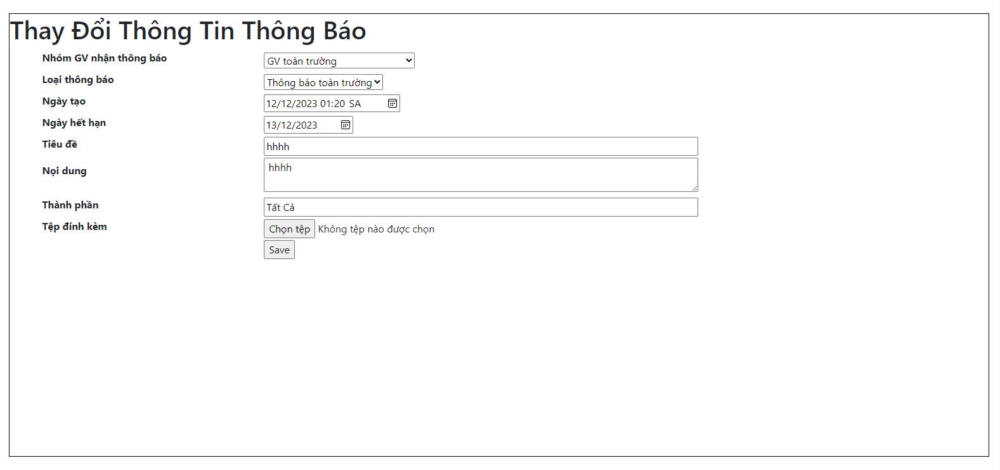 Thay Đổi Thông Tin Thông Báo
Nhóm GV nhận thông báo GV toàn trường
Loại thông báo Thông báo toàn trường
Ngày tạo 12/12/2023 01:20 SA
Ngày hết hạn 13/12/2023
Tiêu đề hhhh
Nọi dung hhhh
Thành phần Tất Cả
Tệp đính kèm Chọn tệp Không tệp nào được chọn
Save